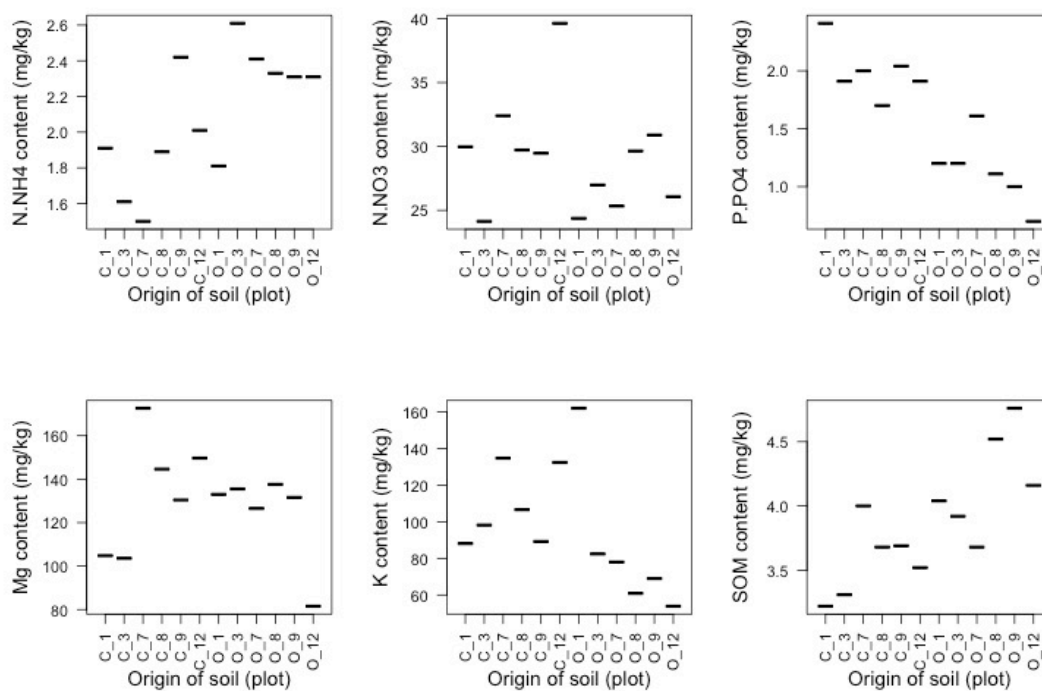 N.NH4 content (mg/kg)
2.6
2.4
2.2
2.0
1.8
1.6
C_1
C_3
C_7
C_8
C_9
C_12
O_1
O_3
O_7
O_8
O_9
O_12
Origin of soil (plot)
N.NO3 content (mg/kg)
40
35
30
25
C_1
C_3
C_7
C_8
C_9
C_12
O_1
O_3
O_7
O_8
O_9
O_12
Origin of soil (plot)
P.PO4 content (mg/kg)
2.0
1.5
1.0
C_1
C_3
C_7
C_8
C_9
C_12
O_1
O_3
O_7
O_8
O_9
O_12
Origin of soil (plot)
Mg content (mg/kg)
160
140
120
100
80
C_1
C_3
C_7
C_8
C_9
C_12
O_1
O_3
O_7
O_8
O_9
O_12
Origin of soil (plot)
K content (mg/kg)
160
140
120
100
80
60
C_1
C_3
C_7
C_8
C_9
C_12
O_1
O_3
O_7
O_8
O_9
O_12
Origin of soil (plot)
SOM content (mg/kg)
4.5
4.0
3.5
C_1
C_3
C_7
C_8
C_9
C_12
O_1
O_3
O_7
O_8
O_9
O_12
Origin of soil (plot)